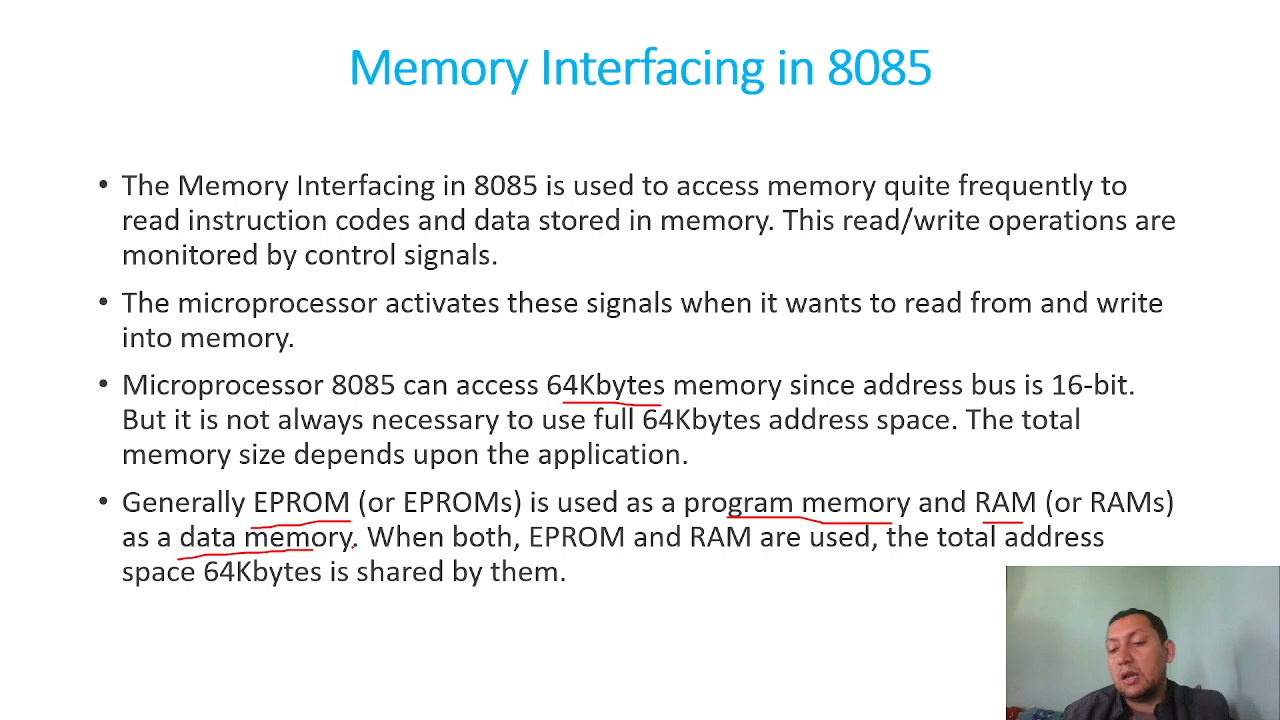 Memory Interfacing in 8085
• The Memory Interfacing in 8085 is used to access memory quite frequently to
read instruction codes and data stored in memory. This read/write operations are
monitored by control signals.
• The microprocessor activates these signals when it wants to read from and write
into memory.
• Microprocessor 8085 can access 64Kbytes memory since address bus is 16-bit.
But it is not always necessary to use full 64Kbytes address space. The total
memory size depends upon the application.
• Generally EPROM (or EPROMs) is used as a program memory and RAM (or RAMs)
as a data memory. When both, EPROM and RAM are used, the total address
space 64Kbytes is shared by them.